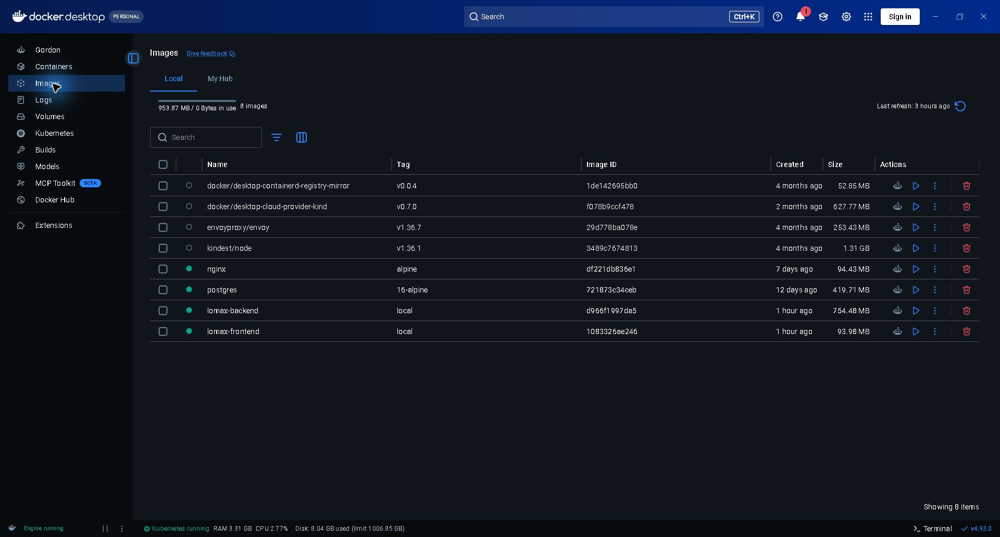 docker.desktop PERSONAL
Search Ctrl+K 1 Sign in
Gordon
Containers
Images
Logs
Volumes
Kubernetes
Builds
Models
MCP Toolkit BETA
Docker Hub
Extensions
Images Give feedback
Local My Hub
953.87 MB / 0 Bytes in use 8 images
Last refresh: 3 hours ago
Search
Name Tag Image ID Created Size Actions
docker/desktop-containerd-registry-mirror v0.0.4 1de142695bb0 4 months ago 52.85 MB
docker/desktop-cloud-provider-kind v0.7.0 f078b9ccf478 2 months ago 627.77 MB
envoyproxy/envoy v1.36.7 29d778ba078e 4 months ago 253.43 MB
kindest/node v1.36.1 3489c7674813 4 months ago 1.31 GB
nginx alpine df221db836e1 7 days ago 94.43 MB
postgres 16-alpine 721873c34ceb 12 days ago 419.71 MB
lomax-backend local d966f1997da5 1 hour ago 754.48 MB
lomax-frontend local 1083326ae246 1 hour ago 93.98 MB
Showing 8 items
Engine running
Kubernetes running RAM 3.31 GB CPU 2.77% Disk: 8.04 GB used (limit 1006.85 GB)
Terminal v4.93.0